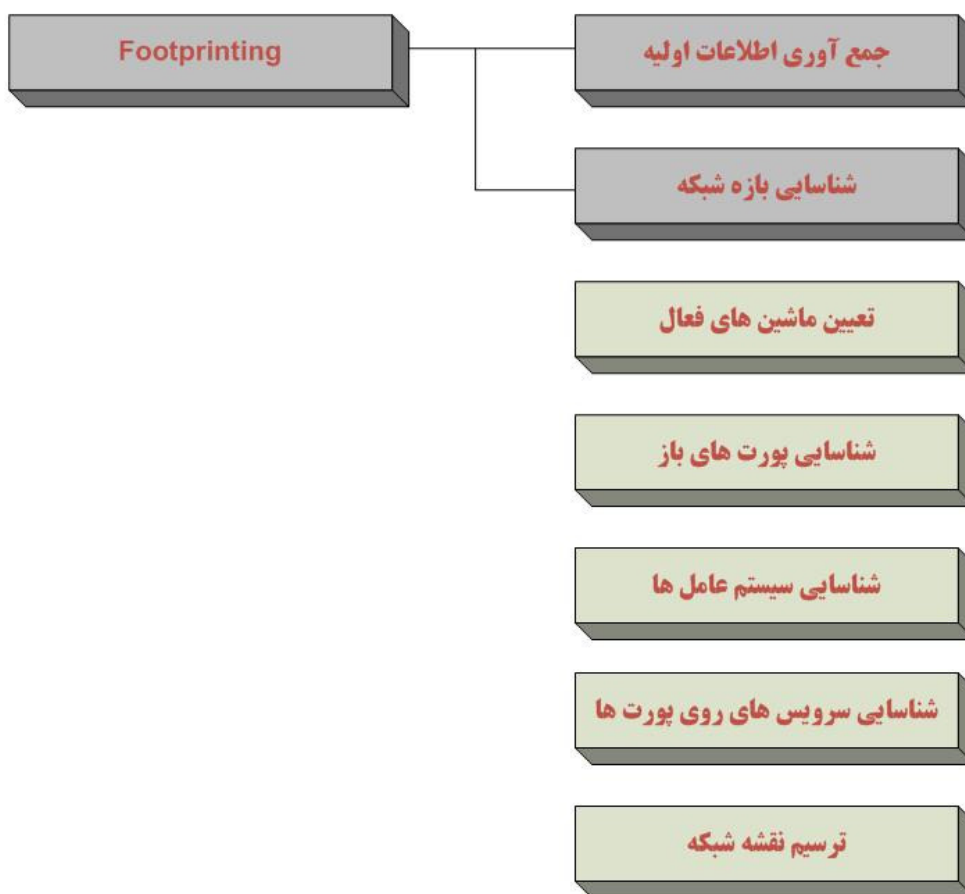 Footprinting
جمع آوری اطلاعات اولیه
شناسایی بازه شبکه
تعیین ماشین های فعال
شناسایی پورت های باز
شناسایی سیستم عامل ها
شناسایی سرویس های روی پورت ها
ترسیم نقشه شبکه